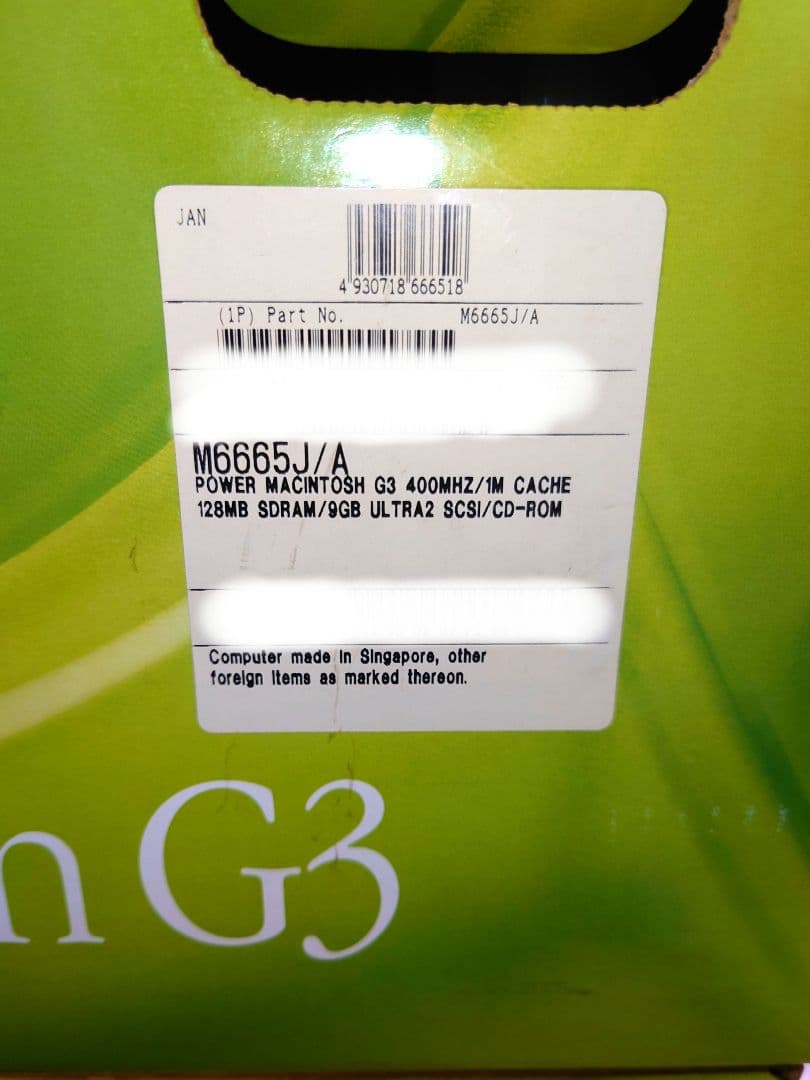 JAN
4 930718 666518
(1P) Part No. M6665J/A
M6665J/A
POWER MACINTOSH G3 400MHZ/1M CACHE
128MB SDRAM/9GB ULTRA2 SCSI/CD-ROM
Computer made in Singapore, other
foreign items as marked thereon.
n G3